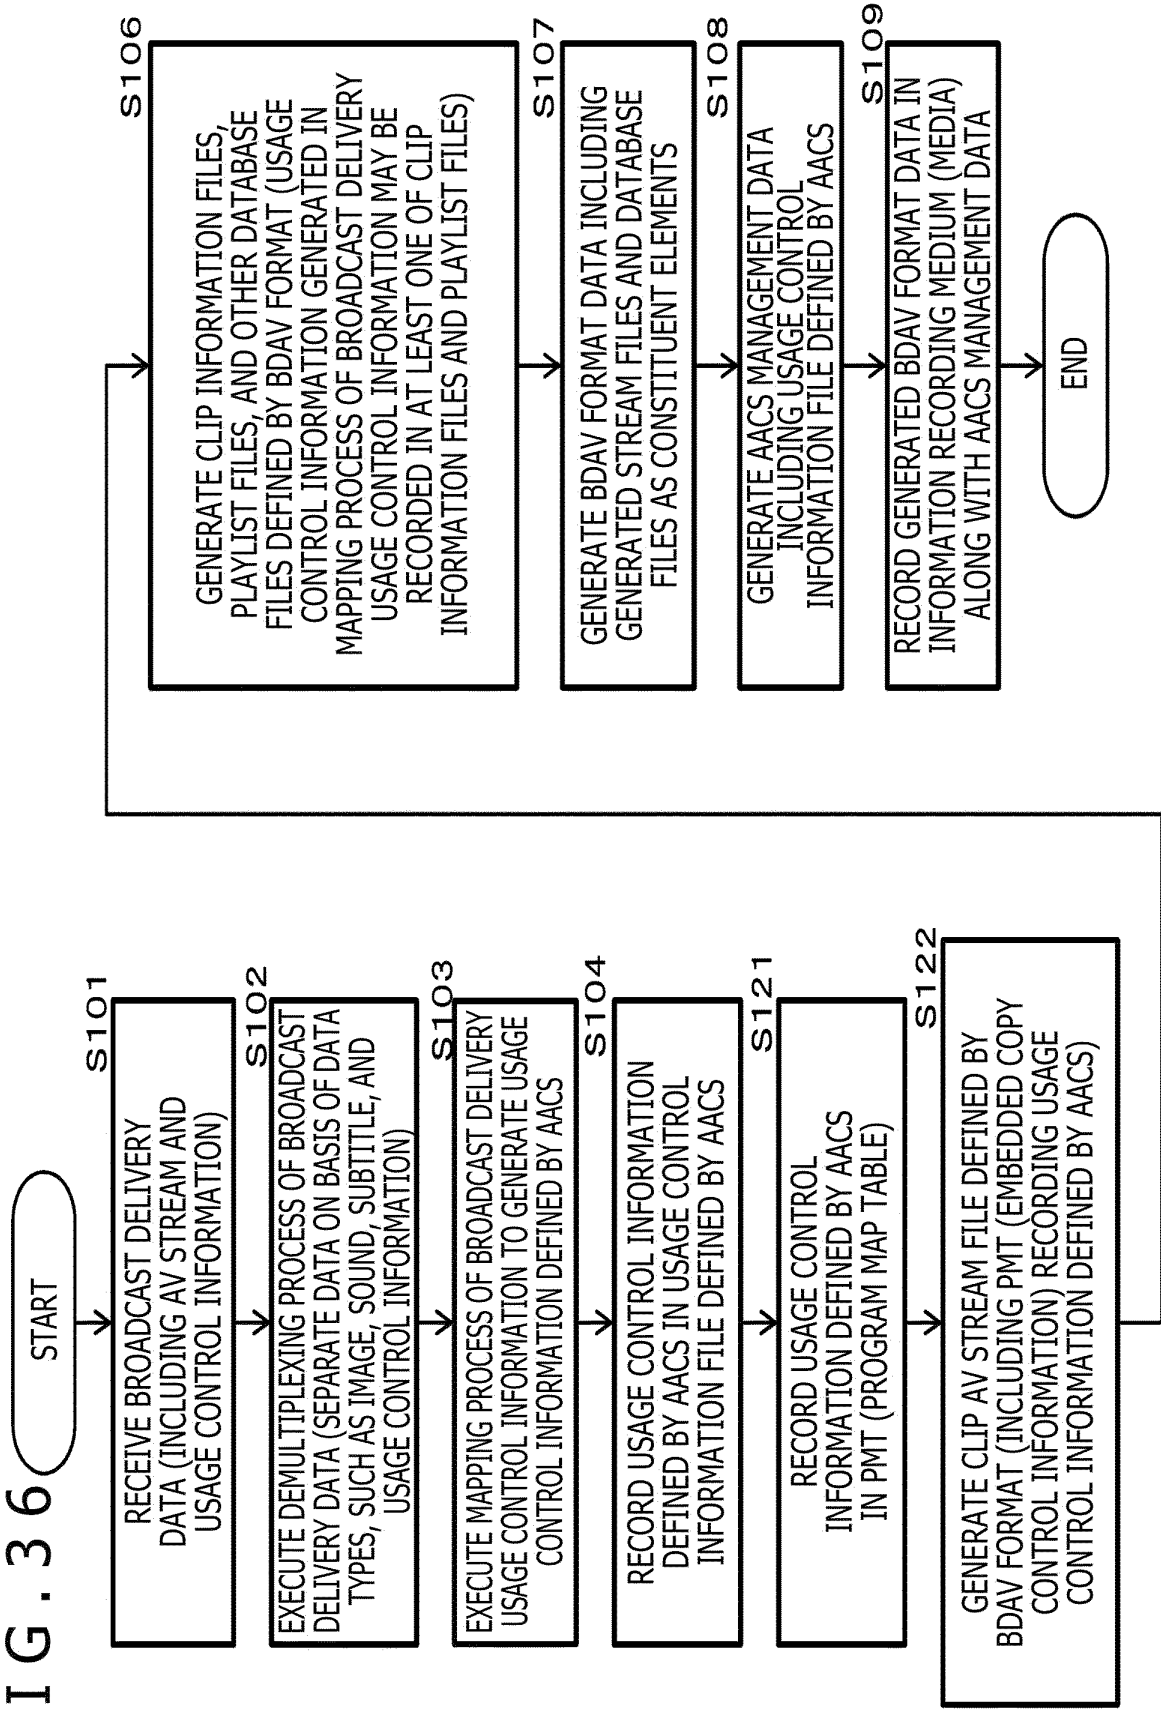 IG.36
START
S101
RECEIVE BROADCAST DELIVERY
DATA (INCLUDING AV STREAM AND
USAGE CONTROL INFORMATION)
S102
EXECUTE DEMULTIPLEXING PROCESS OF BROADCAST
DELIVERY DATA (SEPARATE DATA ON BASIS OF DATA
TYPES, SUCH AS IMAGE, SOUND, SUBTITLE, AND
USAGE CONTROL INFORMATION)
S103
EXECUTE MAPPING PROCESS OF BROADCAST DELIVERY
USAGE CONTROL INFORMATION TO GENERATE USAGE
CONTROL INFORMATION DEFINED BY AACS
S104
RECORD USAGE CONTROL INFORMATION
DEFINED BY AACS IN USAGE CONTROL
INFORMATION FILE DEFINED BY AACS
S121
RECORD USAGE CONTROL
INFORMATION DEFINED BY AACS
IN PMT (PROGRAM MAP TABLE)
S122
GENERATE CLIP AV STREAM FILE DEFINED BY
BDAV FORMAT (INCLUDING PMT (EMBEDDED COPY
CONTROL INFORMATION) RECORDING USAGE
CONTROL INFORMATION DEFINED BY AACS)
S106
GENERATE CLIP INFORMATION FILES,
PLAYLIST FILES, AND OTHER DATABASE
FILES DEFINED BY BDAV FORMAT (USAGE
CONTROL INFORMATION GENERATED IN
MAPPING PROCESS OF BROADCAST DELIVERY
USAGE CONTROL INFORMATION MAY BE
RECORDED IN AT LEAST ONE OF CLIP
INFORMATION FILES AND PLAYLIST FILES)
S107
GENERATE BDAV FORMAT DATA INCLUDING
GENERATED STREAM FILES AND DATABASE
FILES AS CONSTITUENT ELEMENTS
S108
GENERATE AACS MANAGEMENT DATA
INCLUDING USAGE CONTROL
INFORMATION FILE DEFINED BY AACS
S109
RECORD GENERATED BDAV FORMAT DATA IN
INFORMATION RECORDING MEDIUM (MEDIA)
ALONG WITH AACS MANAGEMENT DATA
END